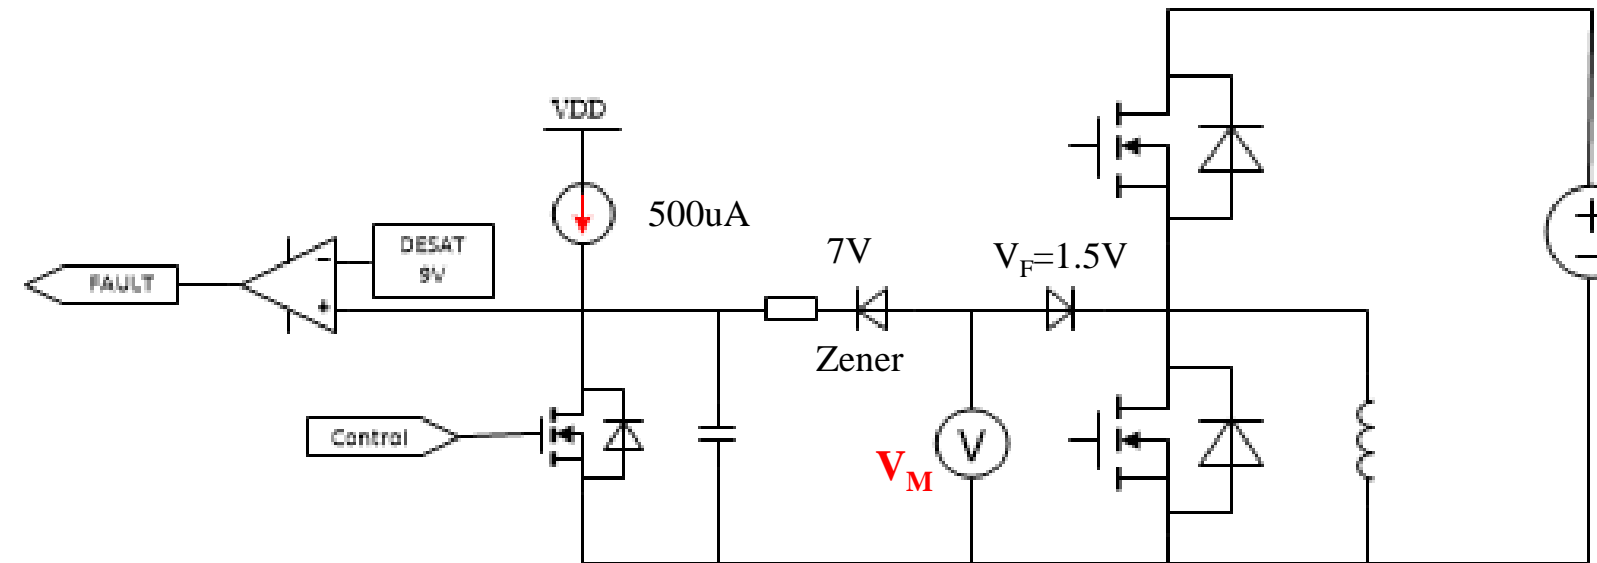 VDD
500uA
DESAT
9V
7V
VF=1.5V
FAULT
-
+
Zener
Control
VM
V
+
-